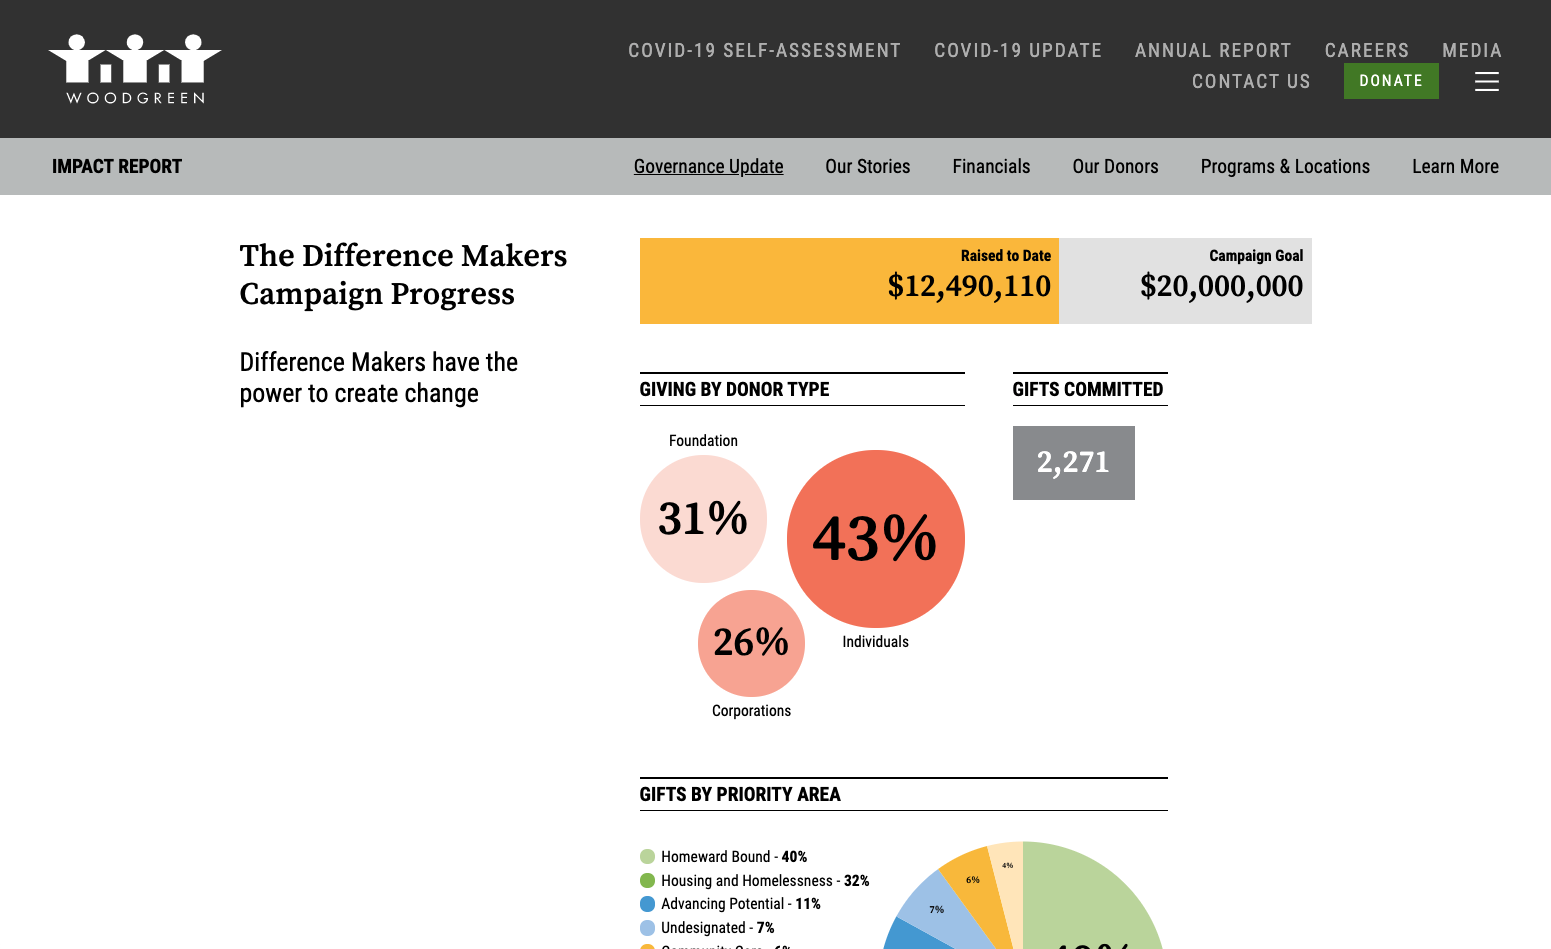 WOODGREEN
COVID-19 SELF-ASSESSMENT COVID-19 UPDATE ANNUAL REPORT CAREERS MEDIA
CONTACT US DONATE
IMPACT REPORT Governance Update Our Stories Financials Our Donors Programs & Locations Learn More
The Difference Makers
Campaign Progress
Difference Makers have the
power to create change
Raised to Date
$12,490,110
Campaign Goal
$20,000,000
GIVING BY DONOR TYPE
Foundation
31%
43%
Individuals
26%
Corporations
GIFTS COMMITTED
2,271
GIFTS BY PRIORITY AREA
Homeward Bound - 40%
Housing and Homelessness - 32%
Advancing Potential - 11%
Undesignated - 7%
4%
6%
7%